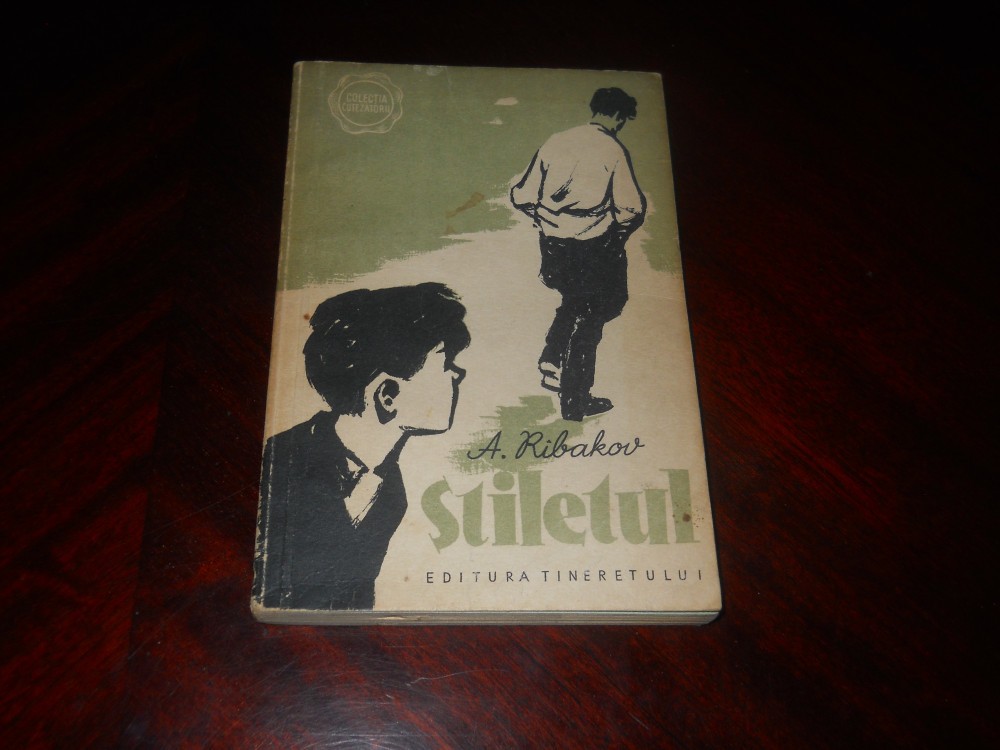 COLECȚIA
CUTEZĂTORII
A. Ribakov
Stiletul
EDITURA TINERETULUI